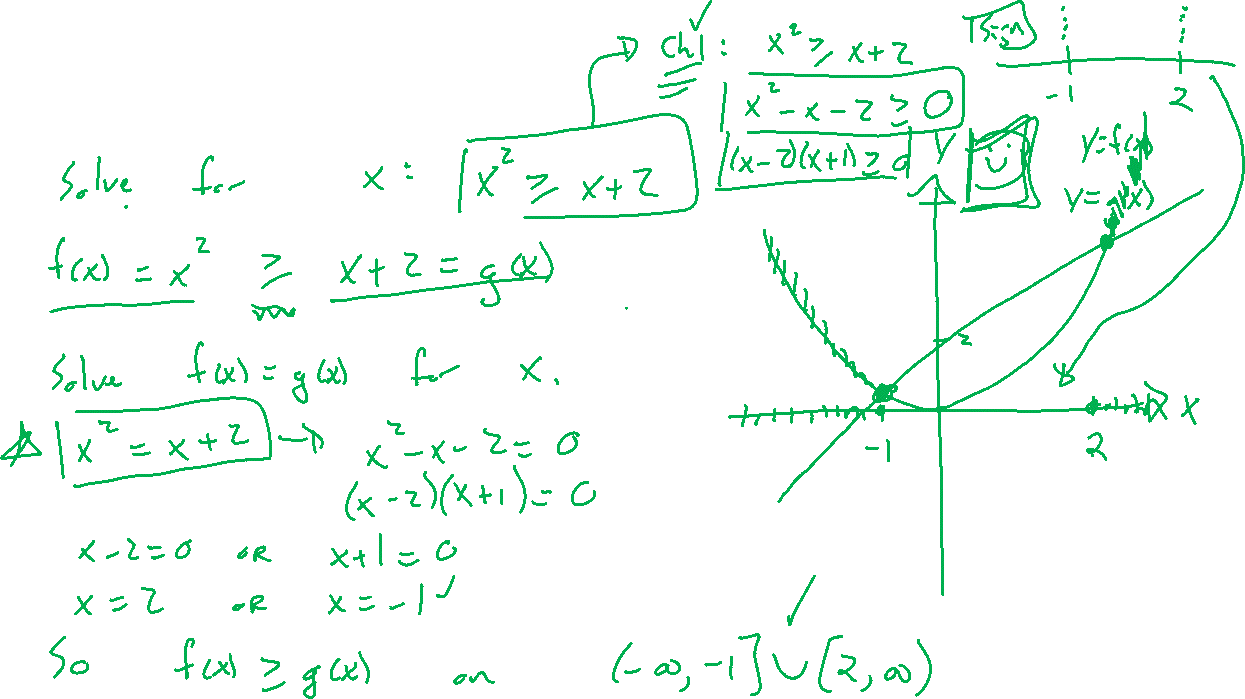 Ch1: x² ≥ x+2
x² - x - 2 ≥ 0
(x-2)(x+1) ≥ 0
-1 2
Solve for x: x² ≥ x+2
f(x) = x² ≥ x+2 = g(x)
Solve f(x) = g(x) for x.
x² = x+2 → x² - x - 2 = 0
(x-2)(x+1) = 0
x-2=0 OR x+1=0
x=2 OR x=-1 ✓
So f(x) ≥ g(x) on (-∞,-1] ∪ [2,∞)
y
y=f(x)
2
-1 2 x